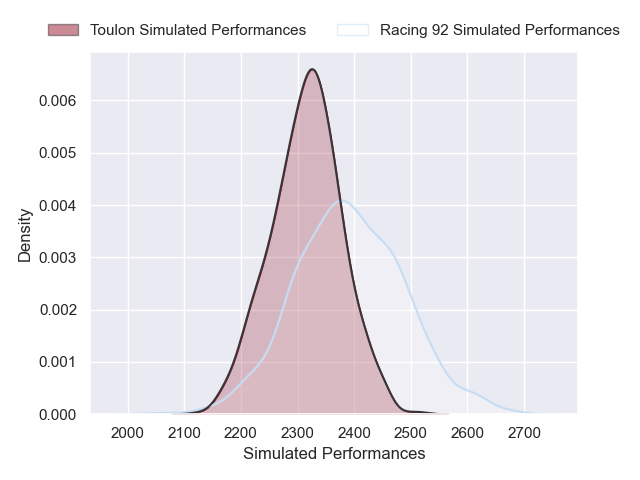 Toulon Simulated Performances
Racing 92 Simulated Performances
0.006
0.005
0.004
0.003
0.002
0.001
0.000
Density
2000 2100 2200 2300 2400 2500 2600 2700
Simulated Performances